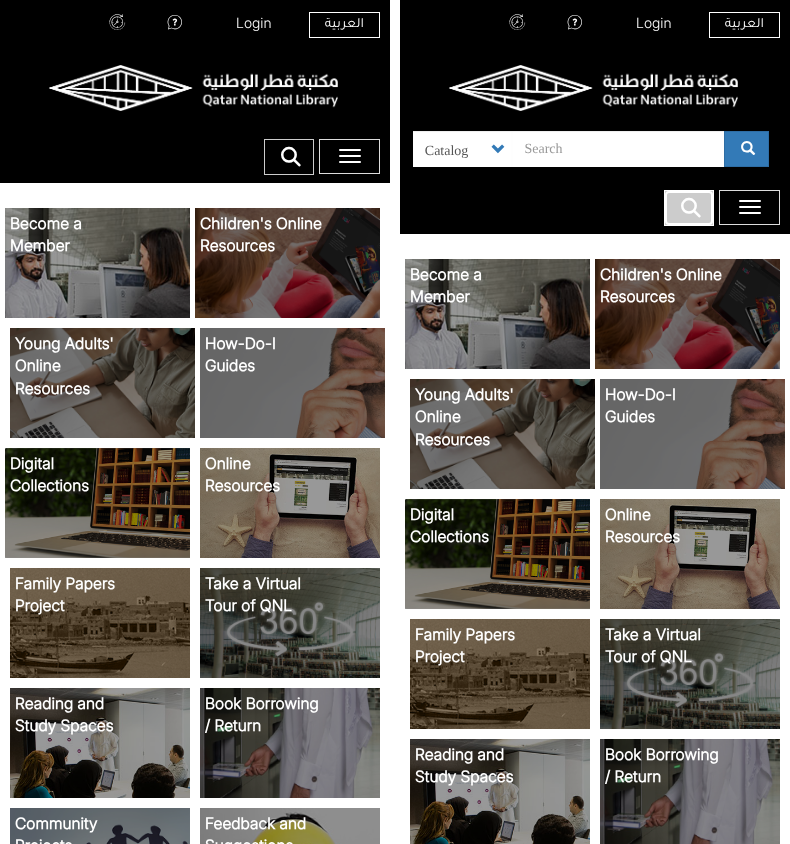 Login
العربية
مكتبة قطر الوطنية
Qatar National Library
Become a
Member
Children's Online
Resources
Young Adults'
Online
Resources
How-Do-I
Guides
Digital
Collections
Online
Resources
Family Papers
Project
Take a Virtual
Tour of QNL
360°
Reading and
Study Spaces
Book Borrowing
/ Return
Community
Projects
Feedback and
Suggestions
Login
العربية
مكتبة قطر الوطنية
Qatar National Library
Catalog
Search
Become a
Member
Children's Online
Resources
Young Adults'
Online
Resources
How-Do-I
Guides
Digital
Collections
Online
Resources
Family Papers
Project
Take a Virtual
Tour of QNL
360°
Reading and
Study Spaces
Book Borrowing
/ Return